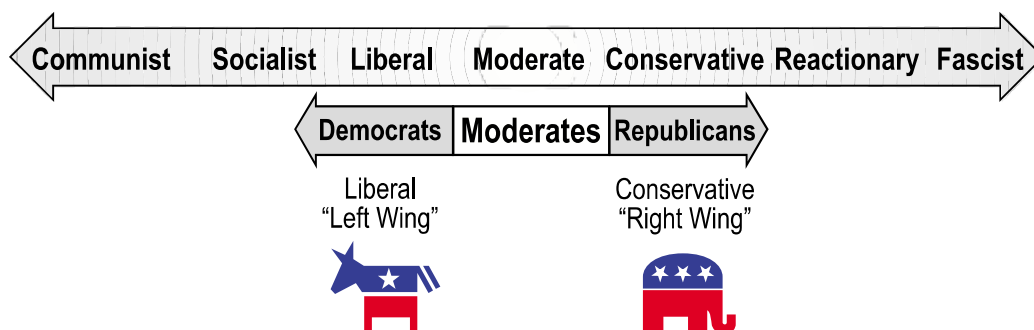 Communist Socialist Liberal Moderate Conservative Reactionary Fascist
Democrats Moderates Republicans
Liberal
“Left Wing”
Conservative
“Right Wing”